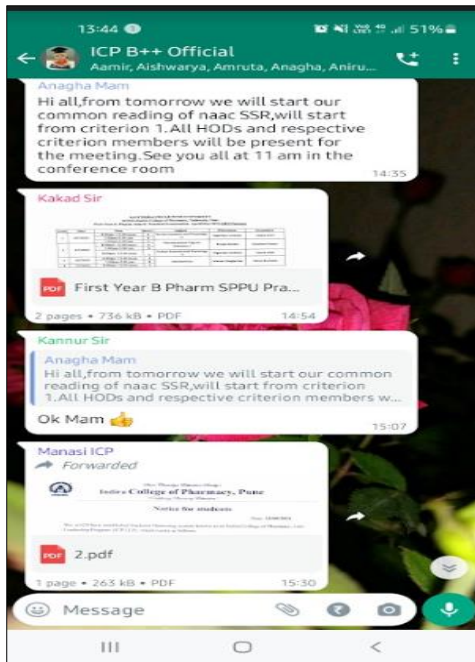 13:44
51%
ICP B++ Official
Aamir, Aishwarya, Amruta, Anagha, Aniru...
Anagha Mam
Hi all,from tomorrow we will start our
common reading of naac SSR,will start
from criterion 1.All HODs and respective
criterion members will be present for
the meeting.See you all at 11 am in the
conference room
14:35
Kakad Sir
PDF First Year B Pharm SPPU Pra...
2 pages • 736 kB • PDF 14:54
Kannur Sir
Anagha Mam
Hi all,from tomorrow we will start our common
reading of naac SSR,will start from criterion
1.All HODs and respective criterion members w...
Ok Mam 👍
15:07
Manasi ICP
Forwarded
Indira College of Pharmacy, Pune
Notice for students
PDF 2.pdf
1 page • 263 kB • PDF 15:30
Message